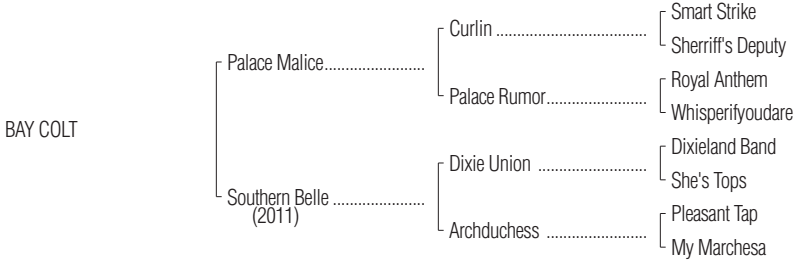 Smart Strike
Curlin ......................................
Sherriff's Deputy
Palace Malice.........................
Royal Anthem
Palace Rumor.........................
Whisperifyoudare
BAY COLT
Dixieland Band
Dixie Union ...........................
She's Tops
Southern Belle .......................
(2011)
Pleasant Tap
Archduchess .........................
My Marchesa